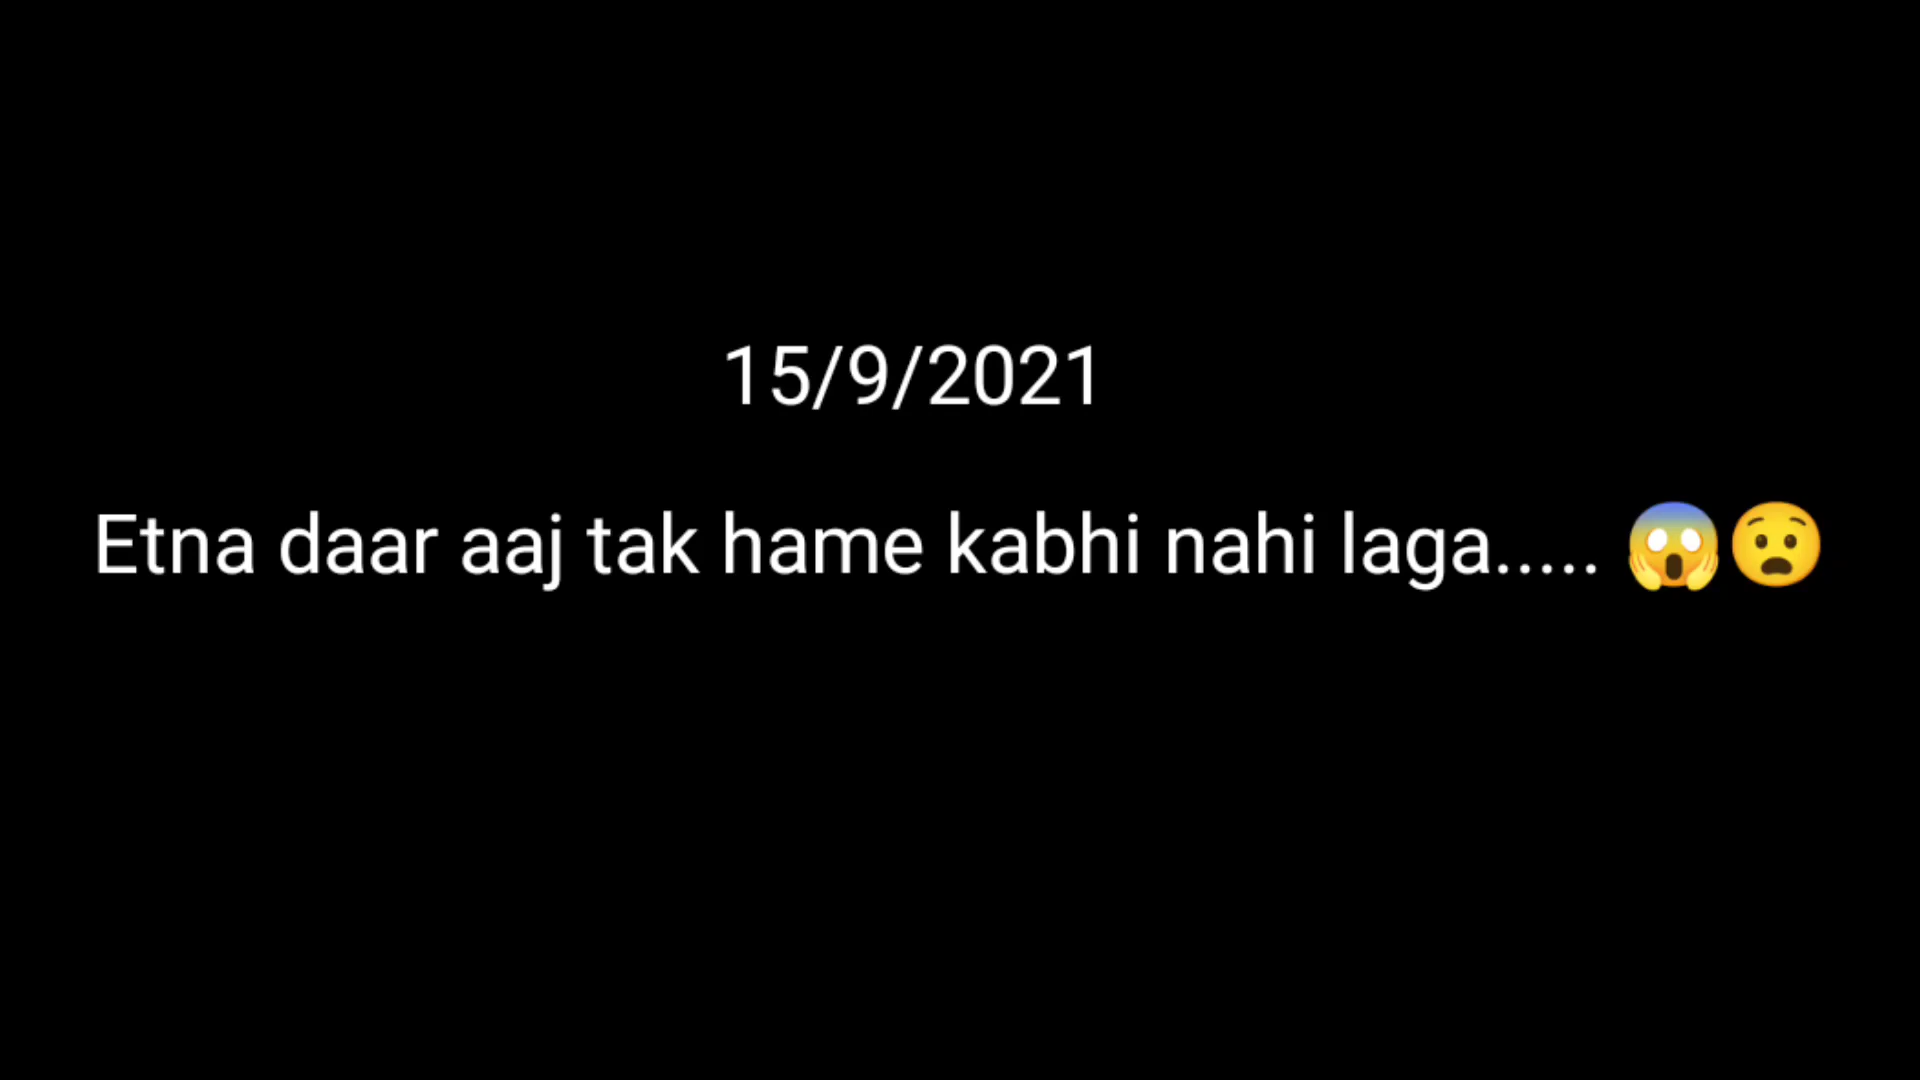 15/9/2021
Etna daar aaj tak hame kabhi nahi laga..... 😱😧